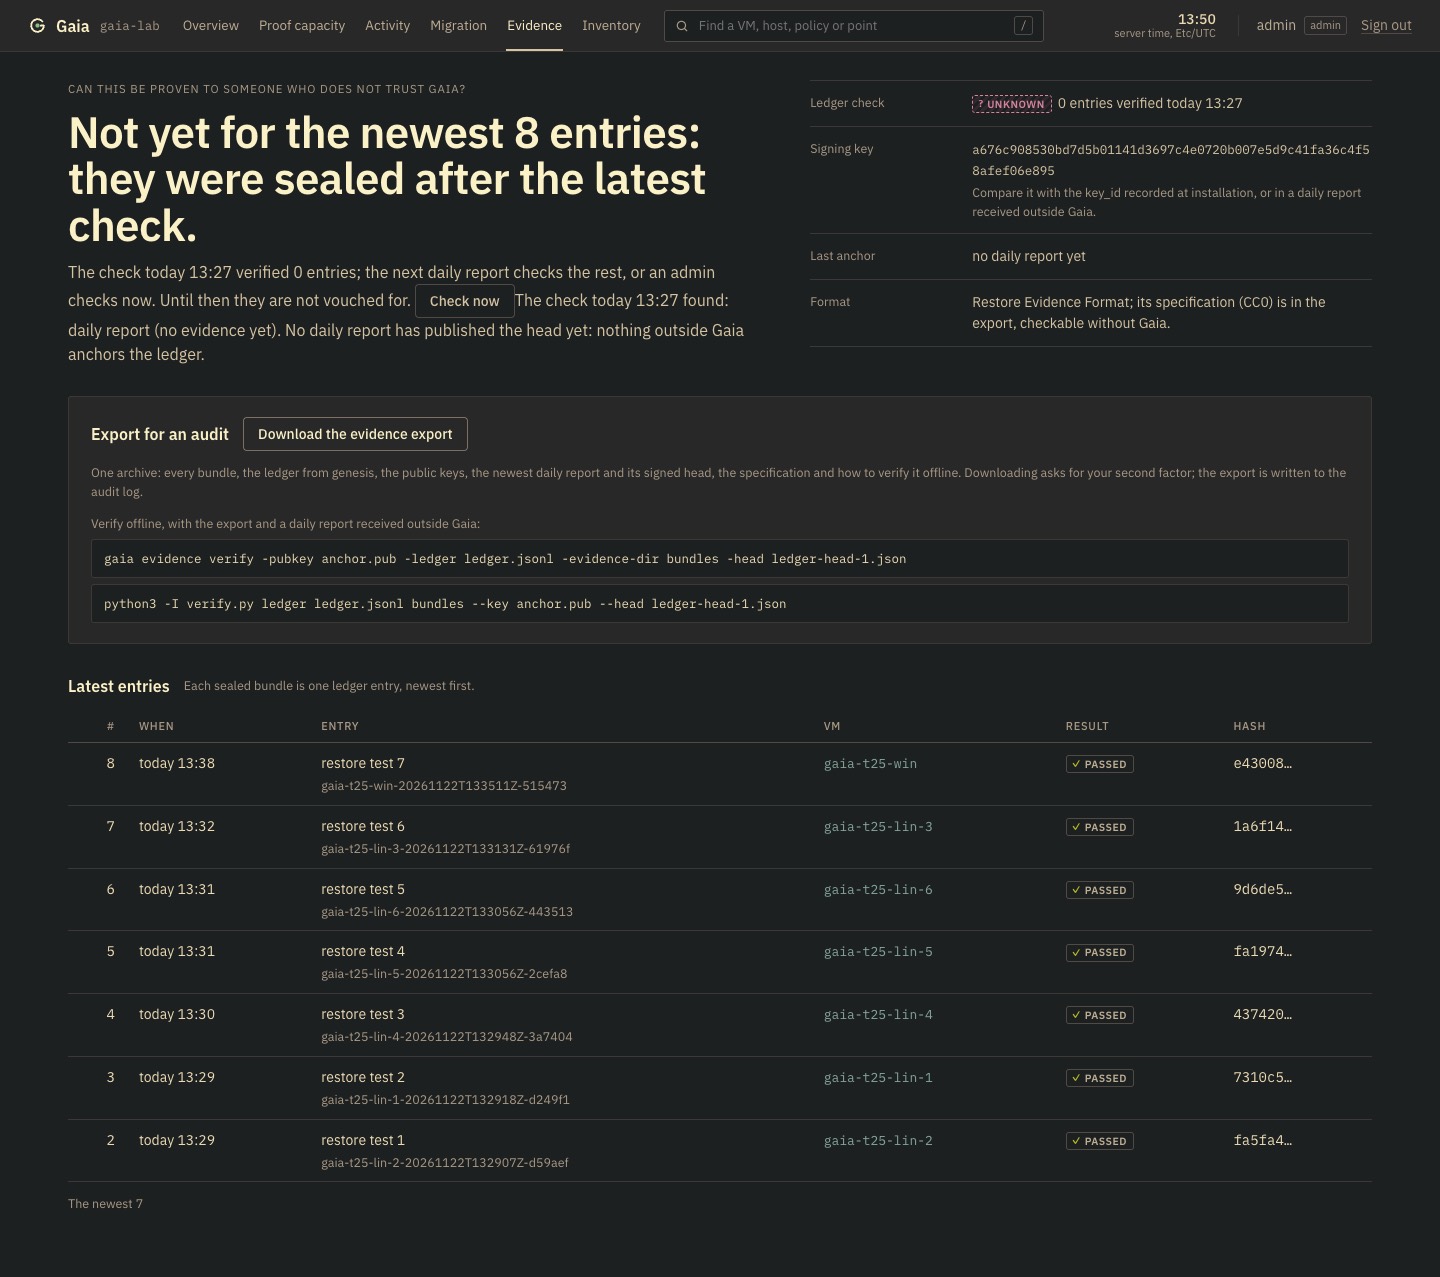 Gaia gaia-lab Overview Proof capacity Activity Migration Evidence Inventory Find a VM, host, policy or point / 13:50 admin admin Sign out
server time, Etc/UTC
CAN THIS BE PROVEN TO SOMEONE WHO DOES NOT TRUST GAIA?
Not yet for the newest 8 entries:
they were sealed after the latest
check.
The check today 13:27 verified 0 entries; the next daily report checks the rest, or an admin
checks now. Until then they are not vouched for. Check now The check today 13:27 found:
daily report (no evidence yet). No daily report has published the head yet: nothing outside Gaia
anchors the ledger.
Ledger check ? UNKNOWN 0 entries verified today 13:27
Signing key a676c908530bd7d5b01141d3697c4e0720b007e5d9c41fa36c4f5
8afef06e895
Compare it with the key_id recorded at installation, or in a daily report
received outside Gaia.
Last anchor no daily report yet
Format Restore Evidence Format; its specification (CC0) is in the
export, checkable without Gaia.
Export for an audit Download the evidence export
One archive: every bundle, the ledger from genesis, the public keys, the newest daily report and its signed head, the specification and how to verify it offline. Downloading asks for your second factor; the export is written to the
audit log.
Verify offline, with the export and a daily report received outside Gaia:
gaia evidence verify -pubkey anchor.pub -ledger ledger.jsonl -evidence-dir bundles -head ledger-head-1.json
python3 -I verify.py ledger ledger.jsonl bundles --key anchor.pub --head ledger-head-1.json
Latest entries Each sealed bundle is one ledger entry, newest first.
# WHEN ENTRY VM RESULT HASH
8 today 13:38 restore test 7 gaia-t25-win ✓ PASSED e43008…
gaia-t25-win-20261122T133511Z-515473
7 today 13:32 restore test 6 gaia-t25-lin-3 ✓ PASSED 1a6f14…
gaia-t25-lin-3-20261122T133131Z-61976f
6 today 13:31 restore test 5 gaia-t25-lin-6 ✓ PASSED 9d6de5…
gaia-t25-lin-6-20261122T133056Z-443513
5 today 13:31 restore test 4 gaia-t25-lin-5 ✓ PASSED fa1974…
gaia-t25-lin-5-20261122T133056Z-2cefa8
4 today 13:30 restore test 3 gaia-t25-lin-4 ✓ PASSED 437420…
gaia-t25-lin-4-20261122T132948Z-3a7404
3 today 13:29 restore test 2 gaia-t25-lin-1 ✓ PASSED 7310c5…
gaia-t25-lin-1-20261122T132918Z-d249f1
2 today 13:29 restore test 1 gaia-t25-lin-2 ✓ PASSED fa5fa4…
gaia-t25-lin-2-20261122T132907Z-d59aef
The newest 7